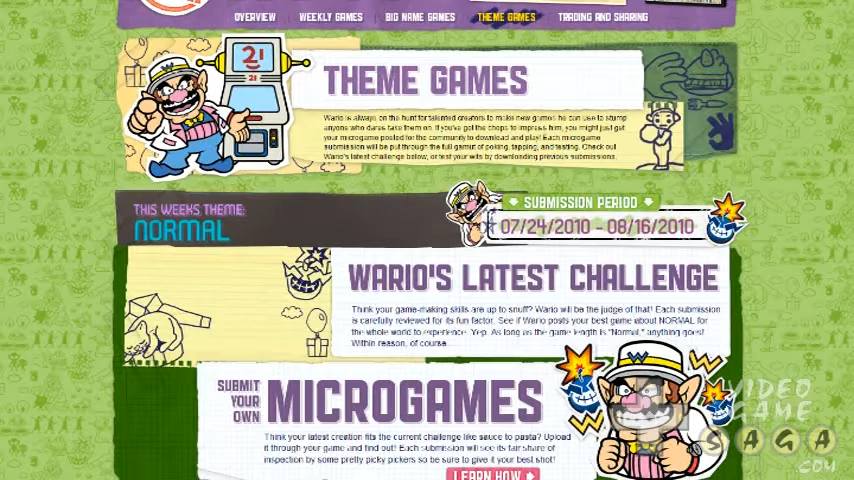 OVERVIEW WEEKLY GAMES BIG NAME GAMES THEME GAMES TRADING AND SHARING
21
21
THEME GAMES
Wario is always on the hunt for talented creators to make new games he can use to stump
anyone who dares take them on. If you've got the chops to impress him, you might just get
your microgame posted for the community to download and play! Each microgame
submission will be put through the full gamut of poking, tapping, and testing. Check out
Wario's latest challenge below, or test your wits by downloading previous submissions.
THIS WEEKS THEME:
NORMAL
SUBMISSION PERIOD
07/24/2010 - 08/16/2010
WARIO'S LATEST CHALLENGE
Think your game-making skills are up to snuff? Wario will be the judge of that! Each submission
is carefully reviewed for its fun factor. See if Wario posts your best game about NORMAL for
the whole world to experience. Yep. As long as the game length is "Normal," anything goes!
Within reason, of course...
SUBMIT YOUR OWN
MICROGAMES
Think your latest creation fits the current challenge like sauce to pasta? Upload
it through your game and find out! Each submission will see its fair share of
inspection by some pretty picky pickers so be sure to give it your best shot!
LEARN HOW
VIDEO
GAME
SAGA
.COM